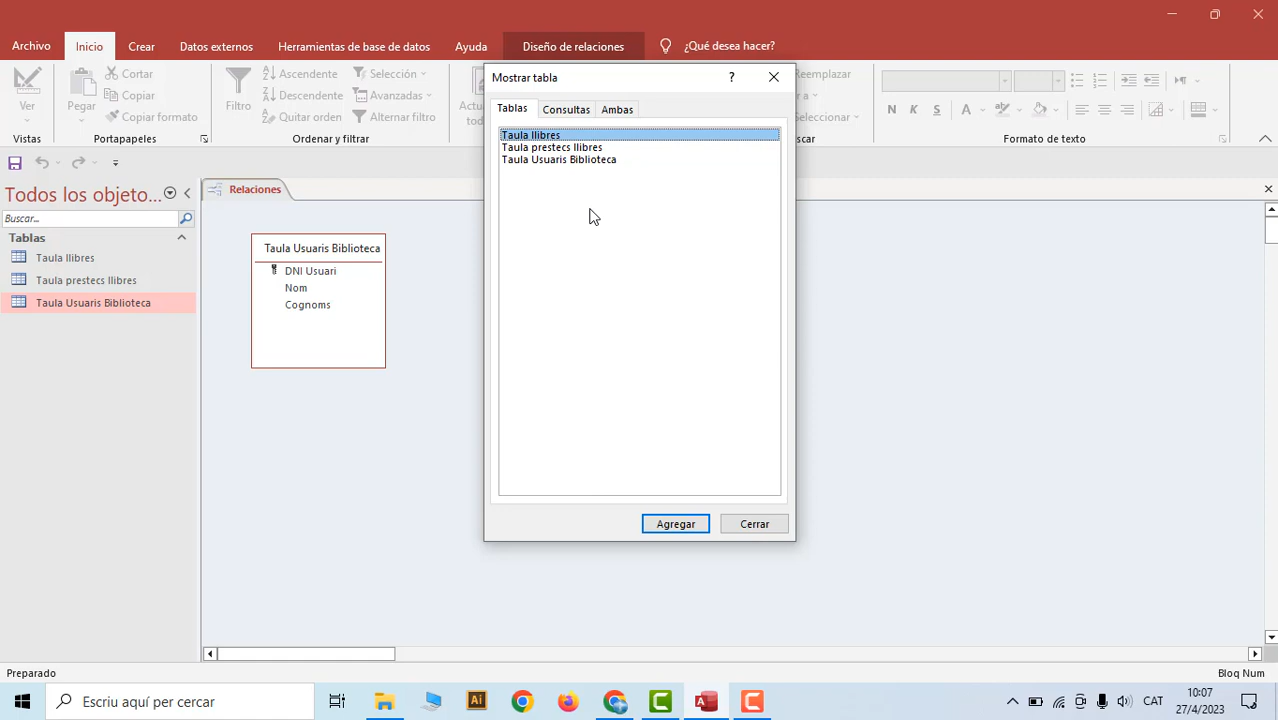 Archivo
Inicio
Crear
Datos externos
Herramientas de base de datos
Ayuda
Diseño de relaciones
¿Qué desea hacer?
Ver
Vistas
Pegar
Cortar
Copiar
Copiar formato
Portapapeles
Filtro
Ascendente
Descendente
Quitar orden
Selección
Avanzadas
Alternar filtro
Ordenar y filtrar
Actu
Reemplazar
Seleccionar
N K S
A
Formato de texto
Todos los objeto...
Buscar...
Tablas
Taula llibres
Taula prestecs llibres
Taula Usuaris Biblioteca
Relaciones
Taula Usuaris Biblioteca
DNI Usuari
Nom
Cognoms
Mostrar tabla
?
Tablas
Consultas
Ambas
Taula llibres
Taula prestecs llibres
Taula Usuaris Biblioteca
Agregar
Cerrar
Preparado
Bloq Num
Escriu aquí per cercar
Ai
CAT
10:07
27/4/2023